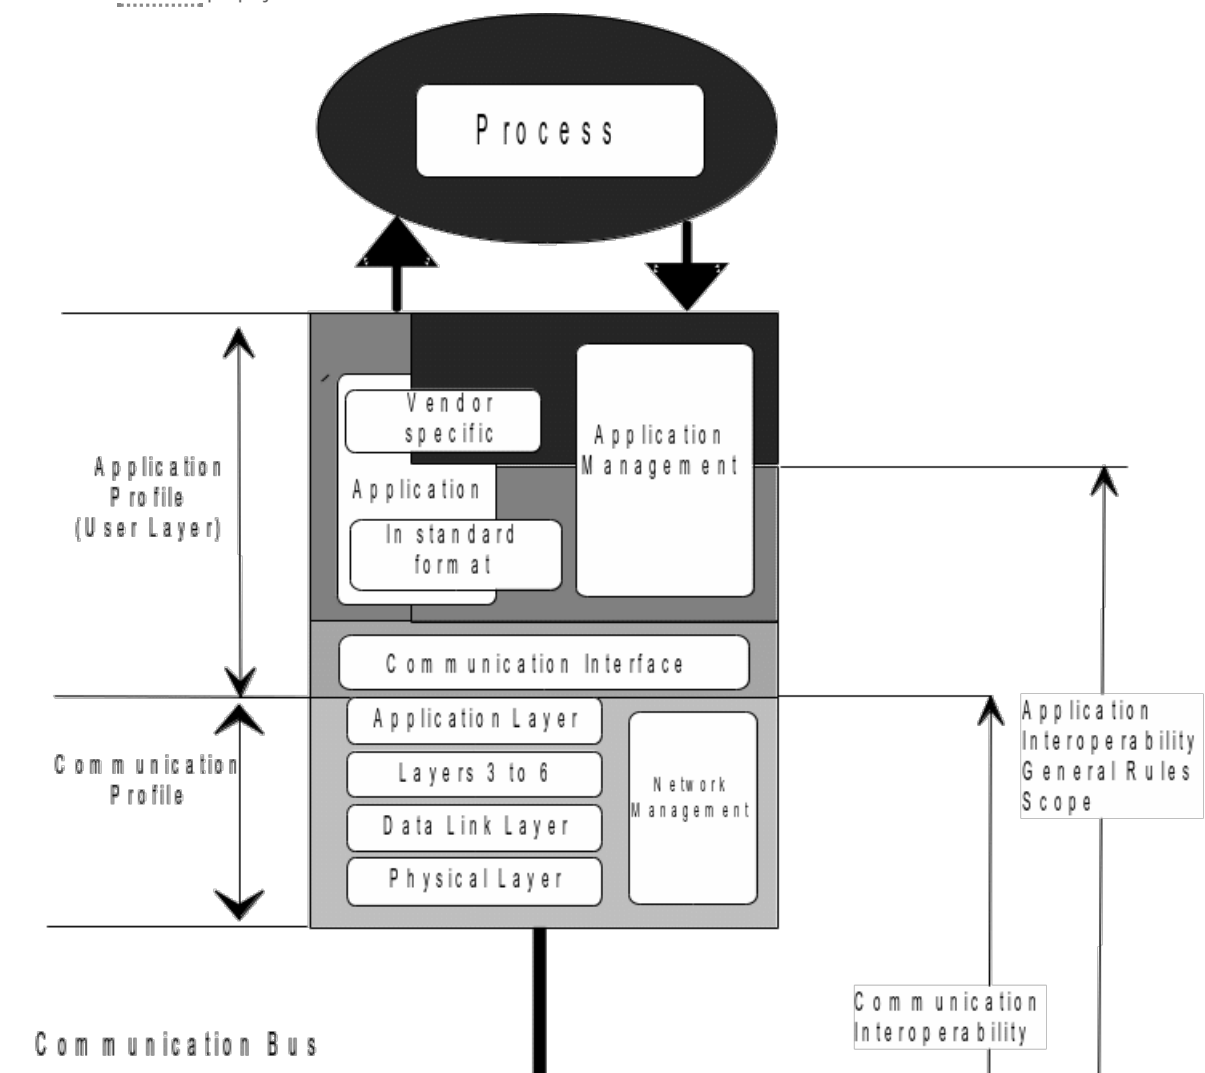 Process
Vendor
specific
Application
Management
Application
Profile
(User Layer)
Application
In standard
format
Communication Interface
Application Layer
Application
Interoperability
General Rules
Scope
Communication
Profile
Layers 3 to 6
Network
Management
Data Link Layer
Physical Layer
Communication
Interoperability
Communication Bus